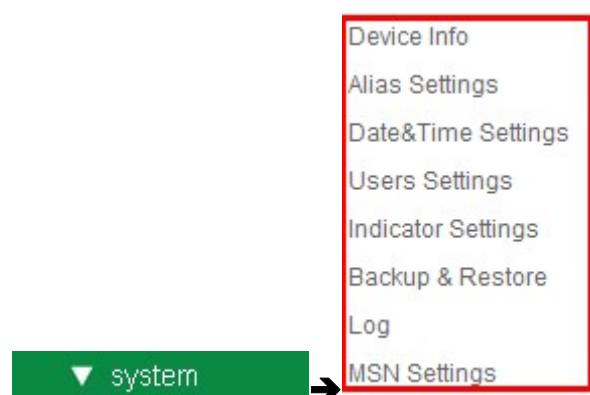 Device Info
Alias Settings
Date&Time Settings
Users Settings
Indicator Settings
Backup & Restore
Log
system
MSN Settings